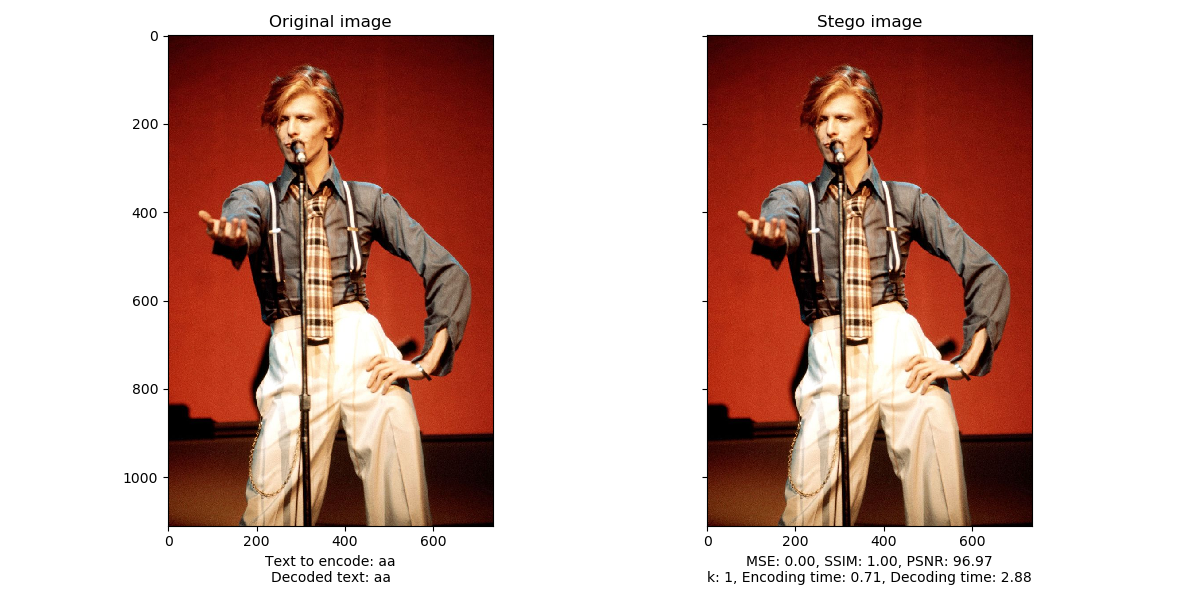 Original image
Stego image
0
200
400
600
800
1000
0 200 400 600
0 200 400 600
Text to encode: aa
Decoded text: aa
MSE: 0.00, SSIM: 1.00, PSNR: 96.97
k: 1, Encoding time: 0.71, Decoding time: 2.88